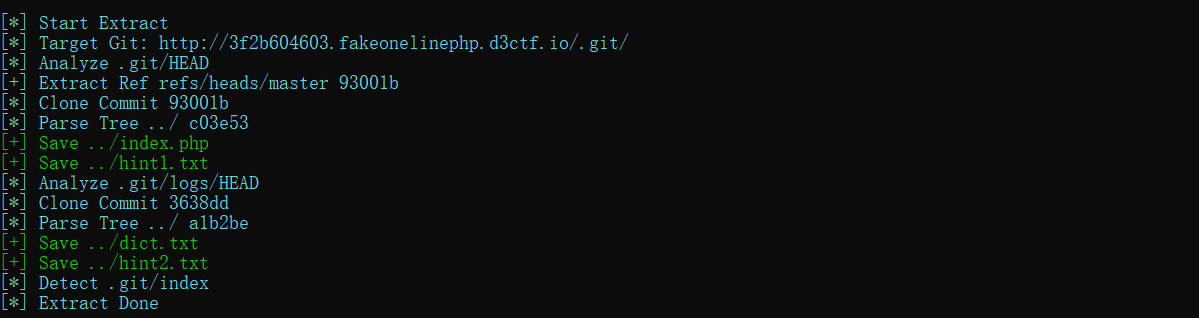 [*] Start Extract
[*] Target Git: http://3f2b604603.fakeonelinephp.d3ctf.io/.git/
[*] Analyze .git/HEAD
[+] Extract Ref refs/heads/master 93001b
[*] Clone Commit 93001b
[*] Parse Tree ../ c03e53
[+] Save ../index.php
[+] Save ../hint1.txt
[*] Analyze .git/logs/HEAD
[*] Clone Commit 3638dd
[*] Parse Tree ../ a1b2be
[+] Save ../dict.txt
[+] Save ../hint2.txt
[*] Detect .git/index
[*] Extract Done